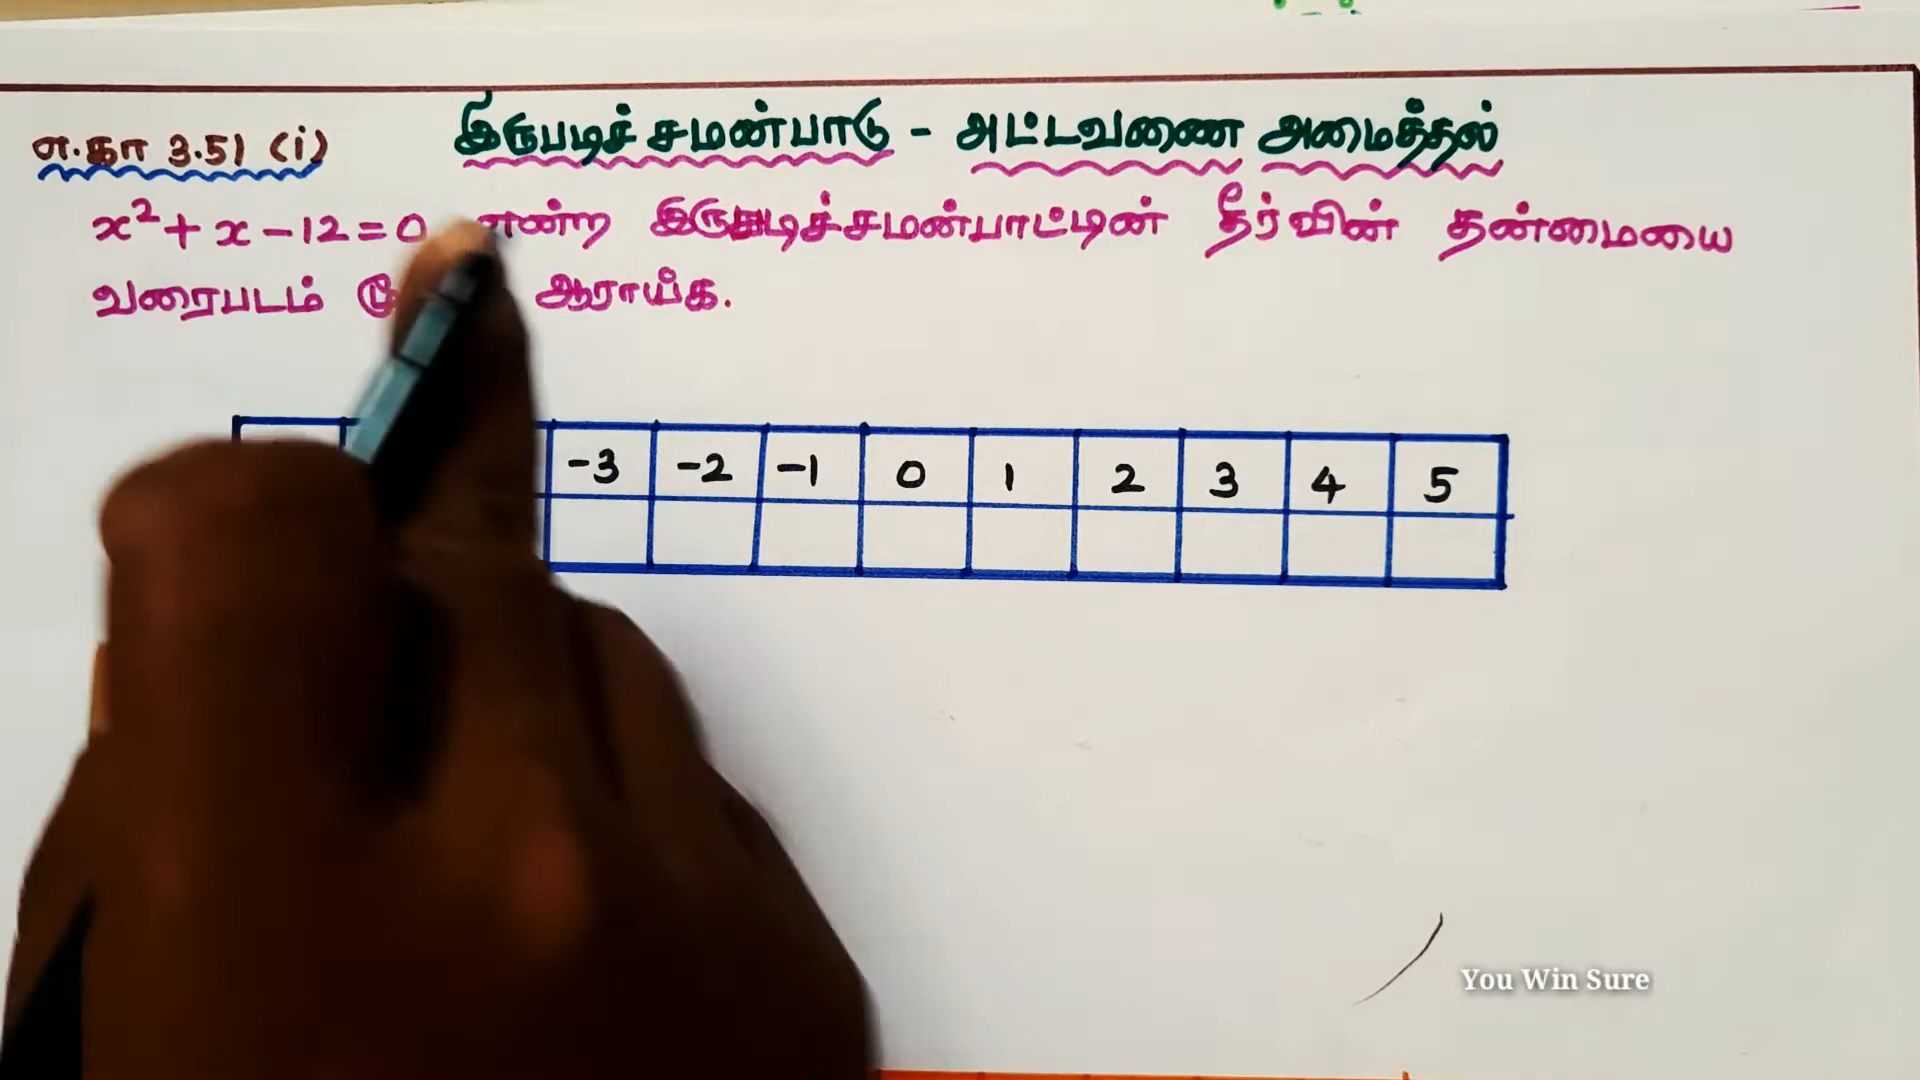 இருபடிச் சமன்பாடு - அட்டவணை அமைத்தல்
எ.கா 3.51 (i)
x² + x - 12 = 0 என்ற இருபடிச்சமன்பாட்டின் தீர்வின் தன்மையை
வரைபடம் ஆராய்க.
-3 -2 -1 0 1 2 3 4 5
You Win Sure